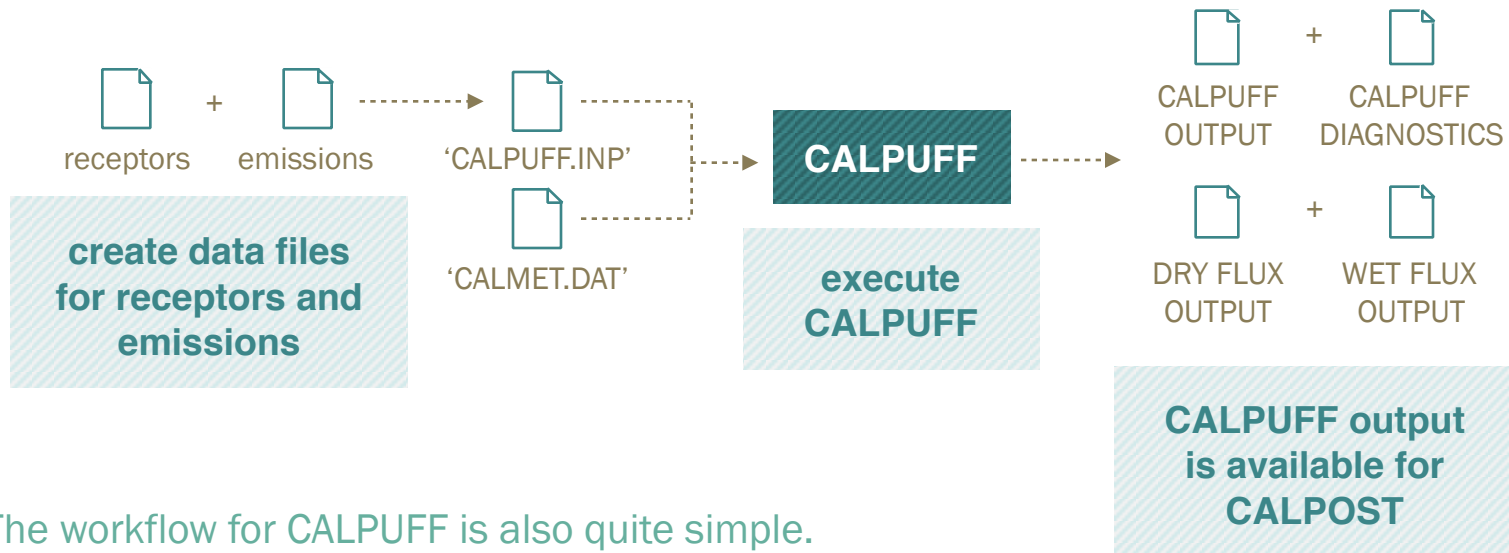 receptors
+
emissions
create data files
for receptors and
emissions
'CALPUFF.INP'
'CALMET.DAT'
CALPUFF
execute
CALPUFF
CALPUFF
OUTPUT
+
CALPUFF
DIAGNOSTICS
DRY FLUX
OUTPUT
+
WET FLUX
OUTPUT
CALPUFF output
is available for
CALPOST
The workflow for CALPUFF is also quite simple.